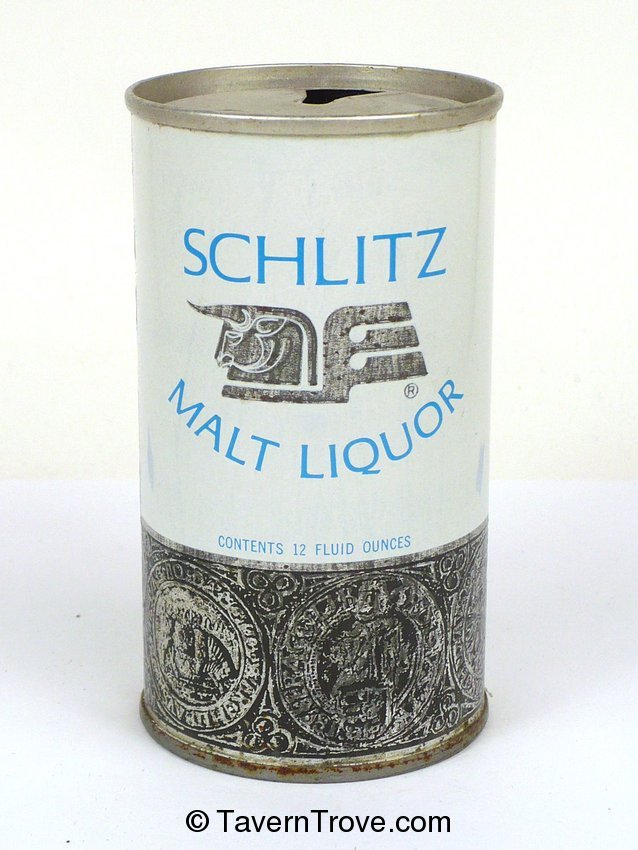 SCHLITZ
®
MALT LIQUOR
CONTENTS 12 FLUID OUNCES
© TavernTrove.com